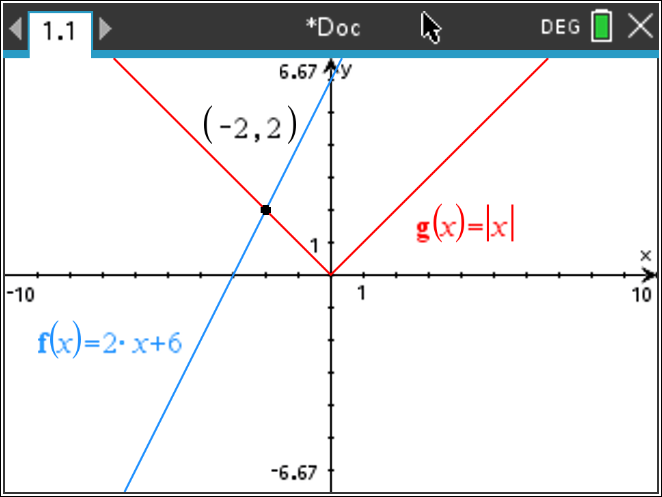 1.1 *Doc DEG
6.67 y
(-2,2)
g(x)=|x|
1
x
-10 1 10
f(x)=2· x+6
-6.67